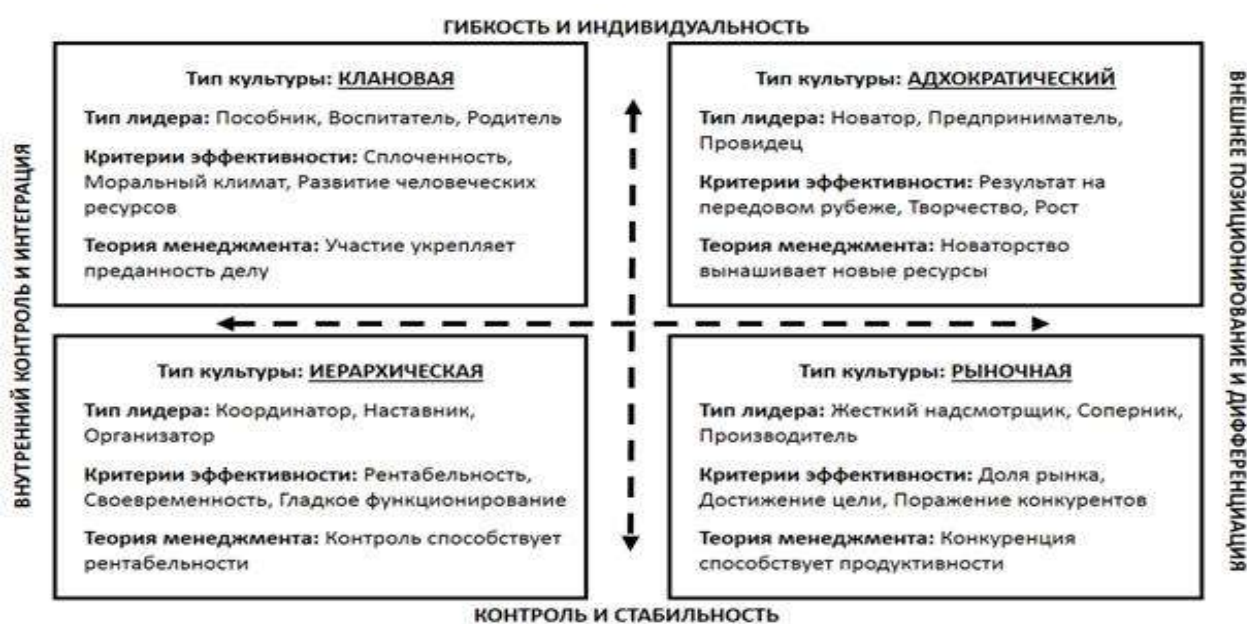 ГИБКОСТЬ И ИНДИВИДУАЛЬНОСТЬ
ВНУТРЕННИЙ КОНТРОЛЬ И ИНТЕГРАЦИЯ
Тип культуры: КЛАНОВАЯ
Тип лидера: Пособник, Воспитатель, Родитель
Критерии эффективности: Сплоченность,
Моральный климат, Развитие человеческих
ресурсов
Теория менеджмента: Участие укрепляет
преданность делу
Тип культуры: АДХОКРАТИЧЕСКИЙ
Тип лидера: Новатор, Предприниматель,
Провидец
Критерии эффективности: Результат на
передовом рубеже, Творчество, Рост
Теория менеджмента: Новаторство
вынашивает новые ресурсы
ВНЕШНЕЕ ПОЗИЦИОНИРОВАНИЕ И ДИФФЕРЕНЦИАЦИЯ
Тип культуры: ИЕРАРХИЧЕСКАЯ
Тип лидера: Координатор, Наставник,
Организатор
Критерии эффективности: Рентабельность,
Своевременность, Гладкое функционирование
Теория менеджмента: Контроль способствует
рентабельности
Тип культуры: РЫНОЧНАЯ
Тип лидера: Жесткий надсмотрщик, Соперник,
Производитель
Критерии эффективности: Доля рынка,
Достижение цели, Поражение конкурентов
Теория менеджмента: Конкуренция
способствует продуктивности
КОНТРОЛЬ И СТАБИЛЬНОСТЬ